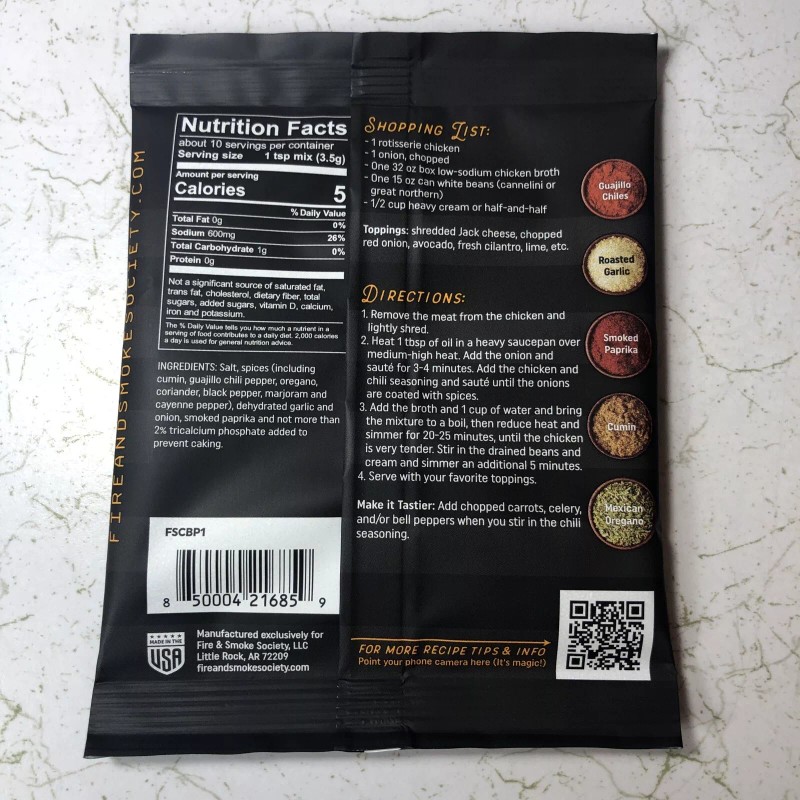 FIREANDSMOKESOCIETY.COM
Nutrition Facts
about 10 servings per container
Serving size 1 tsp mix (3.5g)
Amount per serving
Calories 5
% Daily Value
Total Fat 0g 0%
Sodium 600mg 26%
Total Carbohydrate 1g 0%
Protein 0g
Not a significant source of saturated fat,
trans fat, cholesterol, dietary fiber, total
sugars, added sugars, vitamin D, calcium,
iron and potassium.
The % Daily Value tells you how much a nutrient in a
serving of food contributes to a daily diet. 2,000 calories
a day is used for general nutrition advice.
INGREDIENTS: Salt, spices (including
cumin, guajillo chili pepper, oregano,
coriander, black pepper, marjoram and
cayenne pepper), dehydrated garlic and
onion, smoked paprika and not more than
2% tricalcium phosphate added to
prevent caking.
FSCBP1
8 50004 21685 9
MADE IN THE
USA
Manufactured exclusively for
Fire & Smoke Society, LLC
Little Rock, AR 72209
fireandsmokesociety.com
SHOPPING LIST:
- 1 rotisserie chicken
- 1 onion, chopped
- One 32 oz box low-sodium chicken broth
- One 15 oz can white beans (cannelini or
great northern)
- 1/2 cup heavy cream or half-and-half
Toppings: shredded Jack cheese, chopped
red onion, avocado, fresh cilantro, lime, etc.
DIRECTIONS:
1. Remove the meat from the chicken and
lightly shred.
2. Heat 1 tbsp of oil in a heavy saucepan over
medium-high heat. Add the onion and
sauté for 3-4 minutes. Add the chicken and
chili seasoning and sauté until the onions
are coated with spices.
3. Add the broth and 1 cup of water and bring
the mixture to a boil, then reduce heat and
simmer for 20-25 minutes, until the chicken
is very tender. Stir in the drained beans and
cream and simmer an additional 5 minutes.
4. Serve with your favorite toppings.
Make it Tastier: Add chopped carrots, celery,
and/or bell peppers when you stir in the chili
seasoning.
FOR MORE RECIPE TIPS & INFO
Point your phone camera here (It's magic!)
Guajillo
Chiles
Roasted
Garlic
Smoked
Paprika
Cumin
Mexican
Oregano